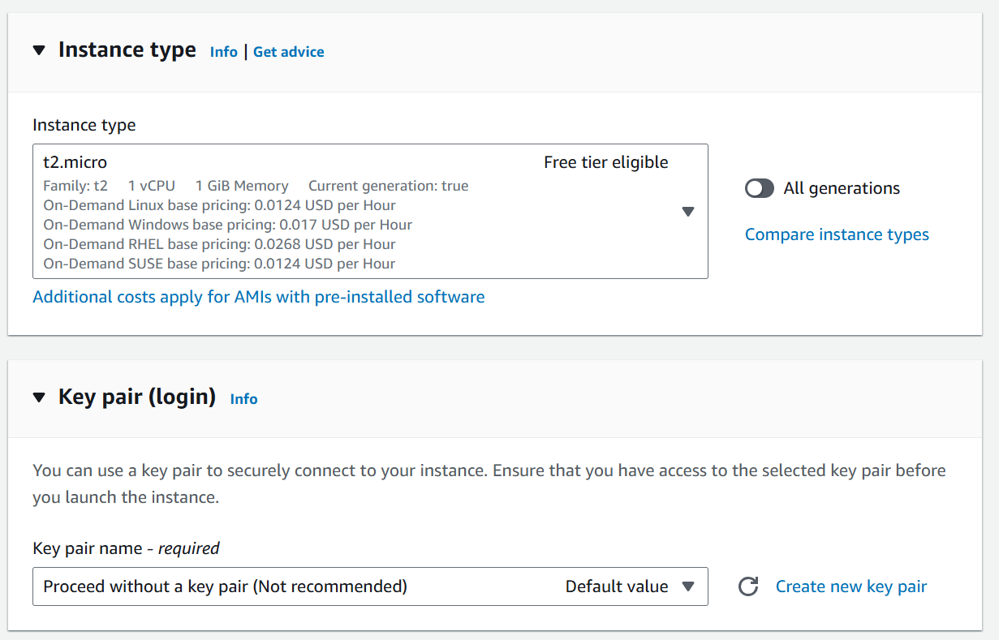 Instance type Info | Get advice
Instance type
t2.micro Free tier eligible
Family: t2 1 vCPU 1 GiB Memory Current generation: true
On-Demand Linux base pricing: 0.0124 USD per Hour
On-Demand Windows base pricing: 0.017 USD per Hour
On-Demand RHEL base pricing: 0.0268 USD per Hour
On-Demand SUSE base pricing: 0.0124 USD per Hour
All generations
Compare instance types
Additional costs apply for AMIs with pre-installed software
Key pair (login) Info
You can use a key pair to securely connect to your instance. Ensure that you have access to the selected key pair before
you launch the instance.
Key pair name - required
Proceed without a key pair (Not recommended) Default value
Create new key pair